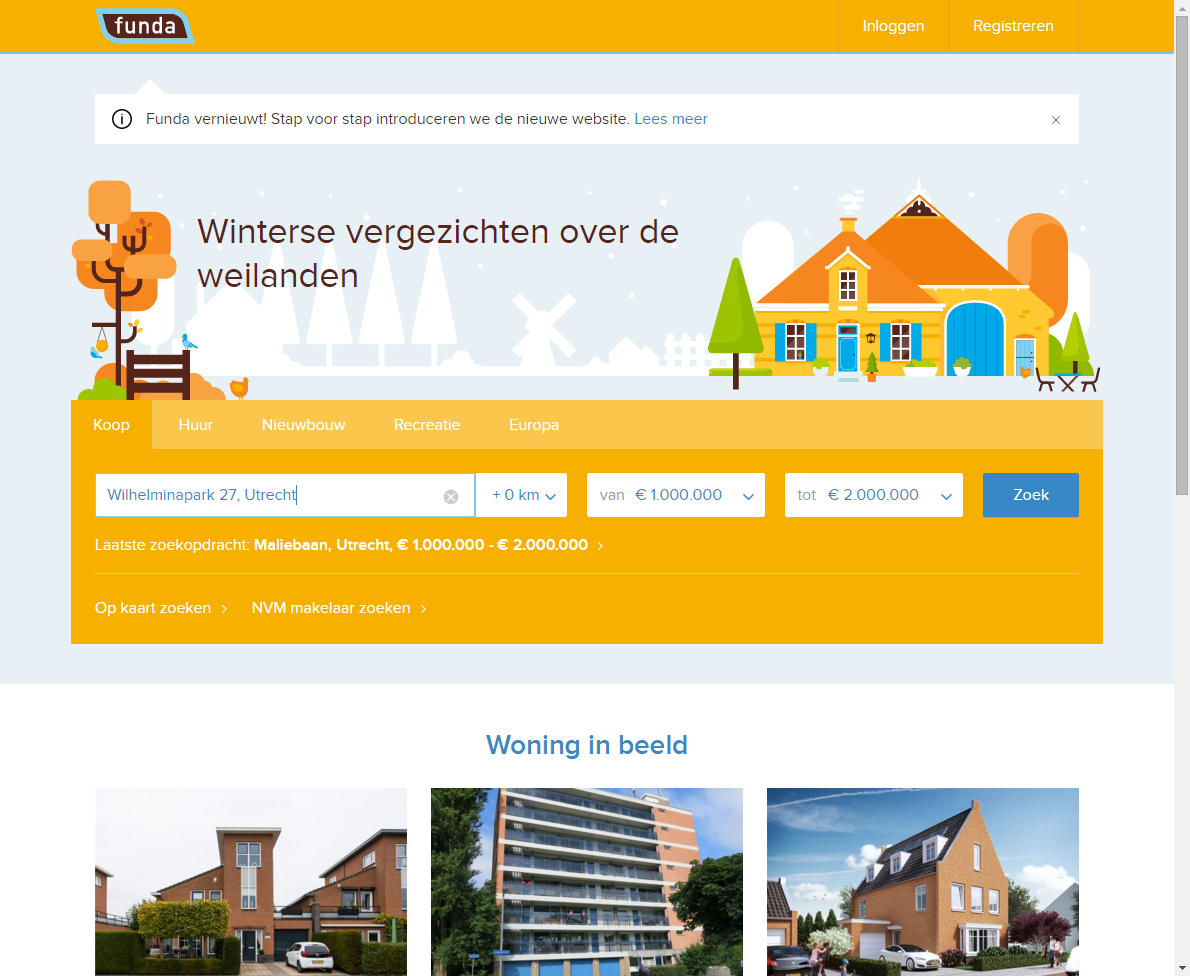 funda
Inloggen
Registreren
Funda vernieuwt! Stap voor stap introduceren we de nieuwe website. Lees meer
Winterse vergezichten over de
weilanden
Koop
Huur
Nieuwbouw
Recreatie
Europa
Wilhelminapark 27, Utrecht
+ 0 km
van € 1.000.000
tot € 2.000.000
Zoek
Laatste zoekopdracht: Maliebaan, Utrecht, € 1.000.000 - € 2.000.000
Op kaart zoeken
NVM makelaar zoeken
Woning in beeld